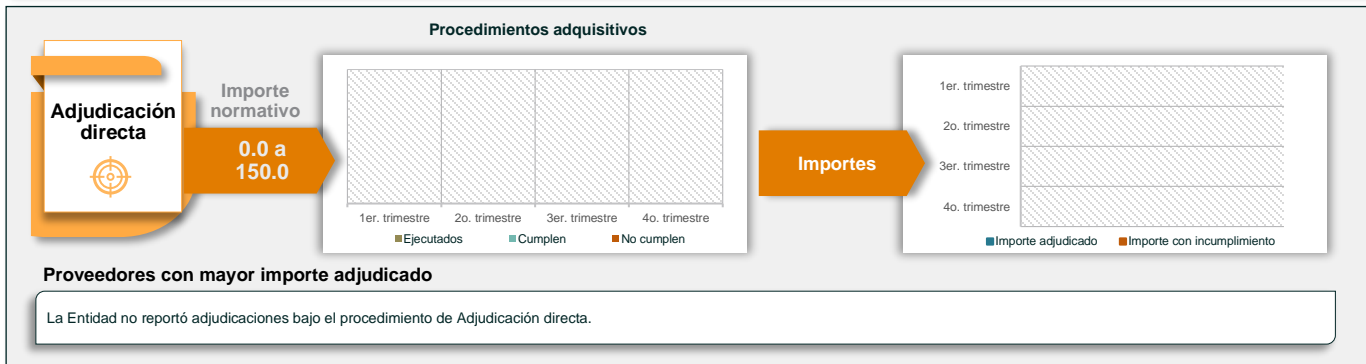 Procedimientos adquisitivos
Adjudicación
directa
Importe
normativo
0.0 a
150.0
1er. trimestre
2o. trimestre
3er. trimestre
4o. trimestre
Ejecutados
Cumplen
No cumplen
Importes
1er. trimestre
2o. trimestre
3er. trimestre
4o. trimestre
Importe adjudicado
Importe con incumplimiento
Proveedores con mayor importe adjudicado
La Entidad no reportó adjudicaciones bajo el procedimiento de Adjudicación directa.